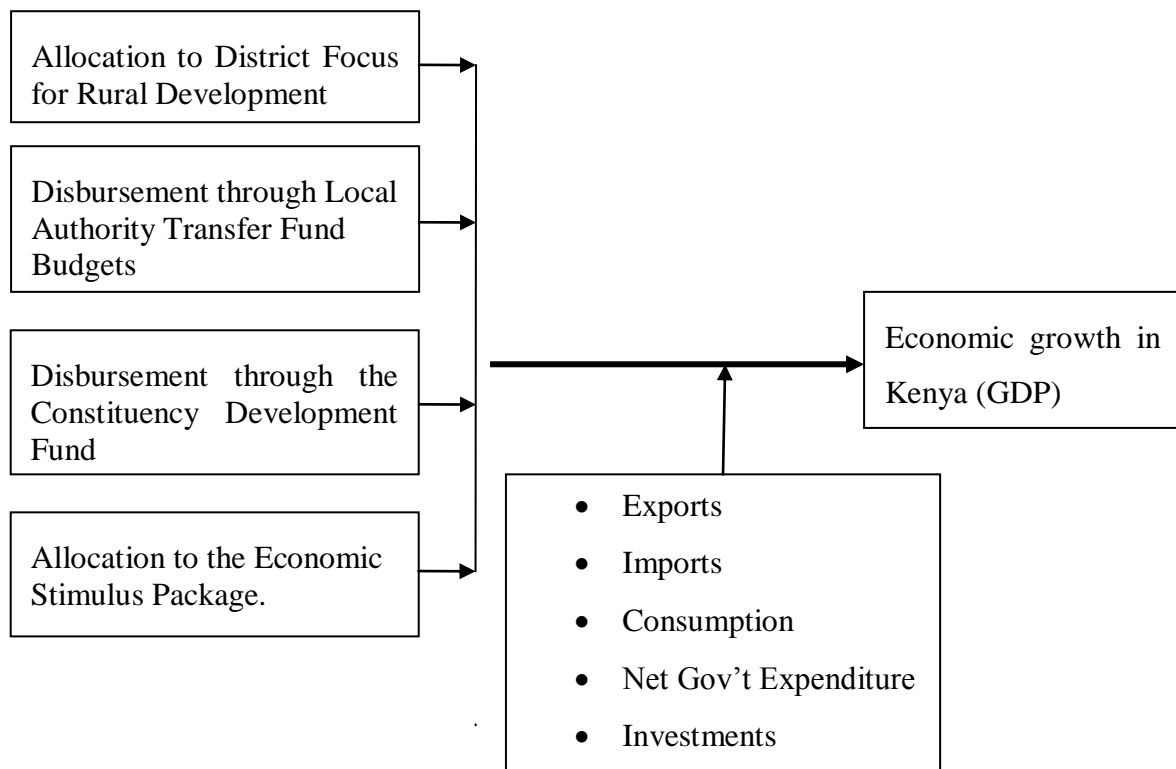 Allocation to District Focus
for Rural Development
Disbursement through Local
Authority Transfer Fund
Budgets
Disbursement through the
Constituency Development
Fund
Allocation to the Economic
Stimulus Package.
Economic growth in
Kenya (GDP)
• Exports
• Imports
• Consumption
• Net Gov't Expenditure
• Investments